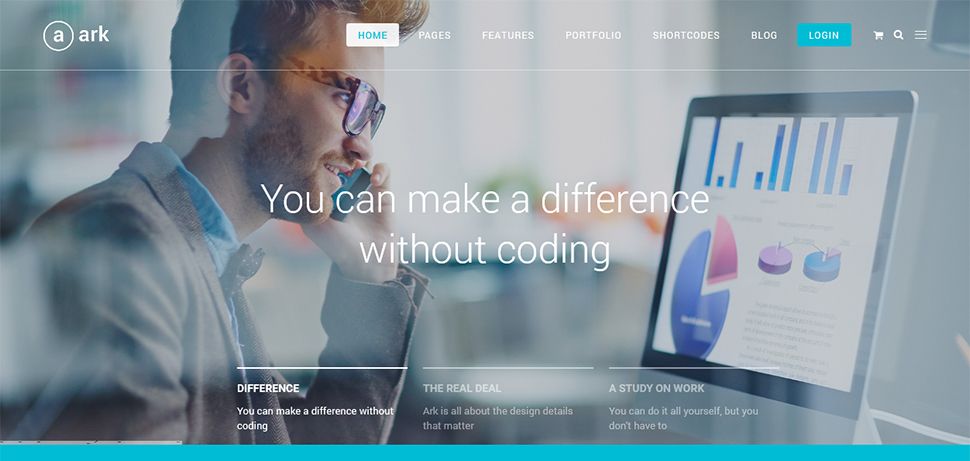 a ark
HOME PAGES FEATURES PORTFOLIO SHORTCODES BLOG LOGIN
You can make a difference
without coding
DIFFERENCE
You can make a difference without
coding
THE REAL DEAL
Ark is all about the design details
that matter
A STUDY ON WORK
You can do it all yourself, but you
don't have to